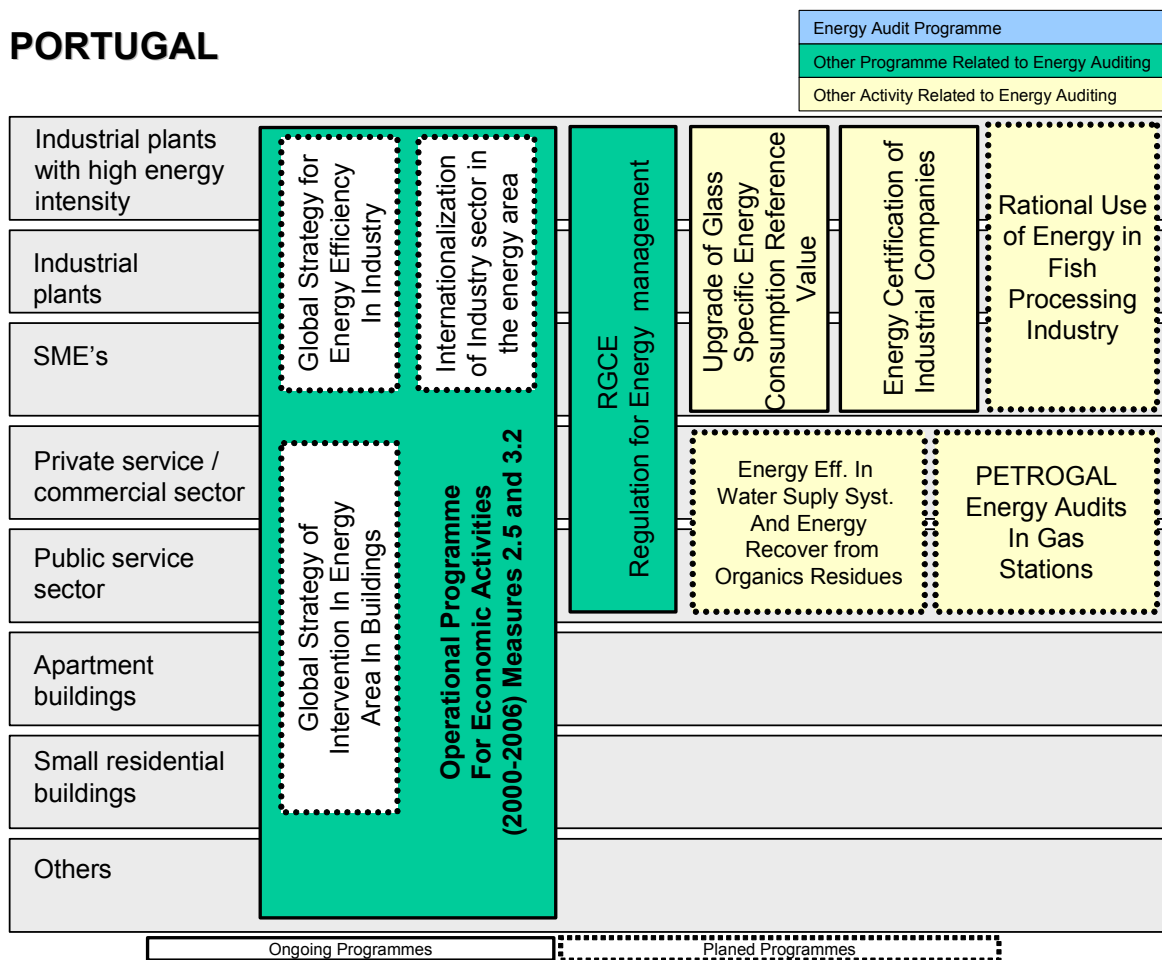 PORTUGAL
Energy Audit Programme
Other Programme Related to Energy Auditing
Other Activity Related to Energy Auditing
Industrial plants
with high energy
intensity
Industrial
plants
SME's
Private service /
commercial sector
Public service
sector
Apartment
buildings
Small residential
buildings
Others
Global Strategy for
Energy Efficiency
In Industry
Internationalization
of Industry sector in
the energy area
Global Strategy of
Intervention In Energy
Area In Buildings
Operational Programme
For Economic Activities
(2000-2006) Measures 2.5 and 3.2
RGCE
Regulation for Energy management
Upgrade of Glass
Specific Energy
Consumption Reference
Value
Energy Certification of
Industrial Companies
Rational Use
of Energy in
Fish
Processing
Industry
Energy Eff. In
Water Suply Syst.
And Energy
Recover from
Organics Residues
PETROGAL
Energy Audits
In Gas
Stations
Ongoing Programmes
Planed Programmes